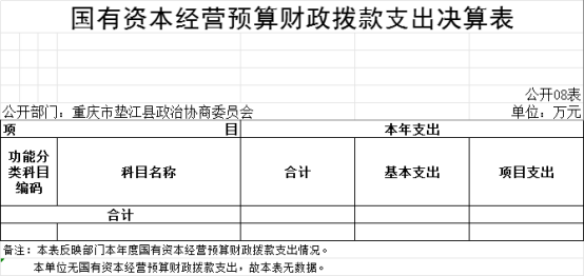 国有资本经营预算财政拨款支出决算表
公开08表
公开部门：重庆市垫江县政治协商委员会 单位：万元
项 目 本年支出
功能分类科目编码 科目名称 合计 基本支出 项目支出
合计
备注：本表反映部门本年度国有资本经营预算财政拨款支出情况。
本单位无国有资本经营预算财政拨款支出，故本表无数据。